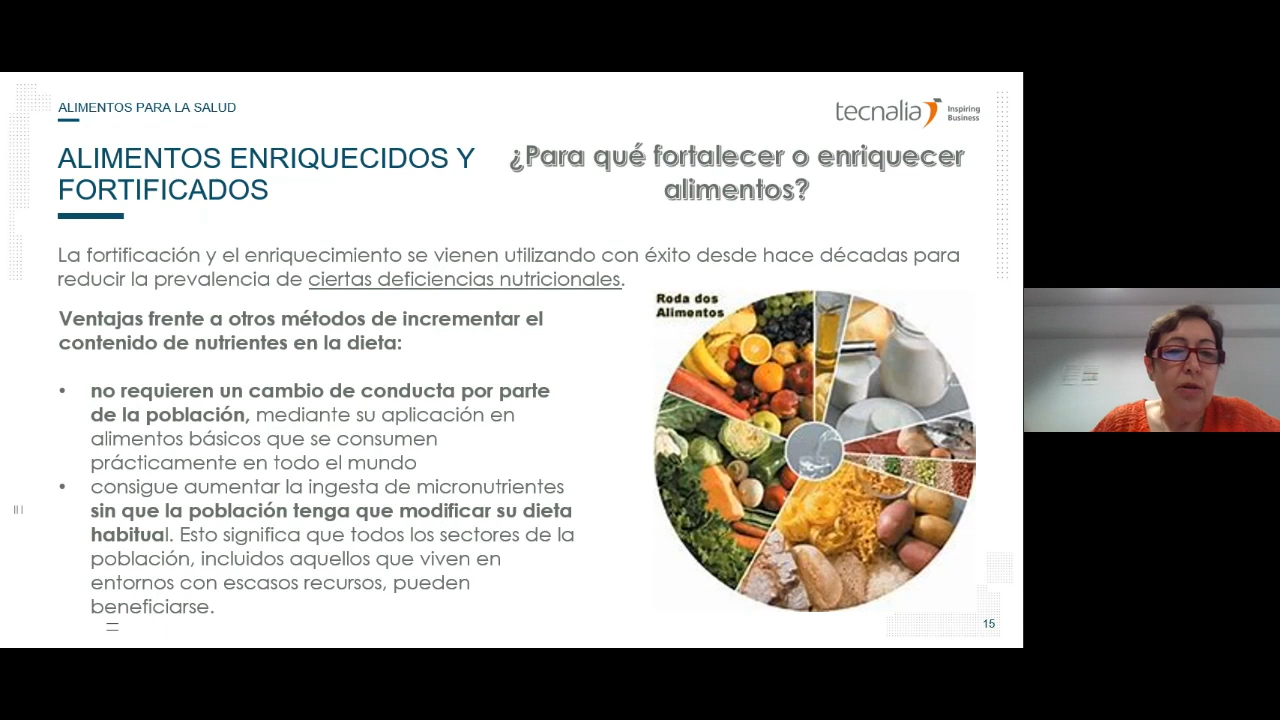 ALIMENTOS PARA LA SALUD
tecnalia Inspiring
Business
ALIMENTOS ENRIQUECIDOS Y
FORTIFICADOS
¿Para qué fortalecer o enriquecer
alimentos?
La fortificación y el enriquecimiento se vienen utilizando con éxito desde hace décadas para
reducir la prevalencia de ciertas deficiencias nutricionales.
Ventajas frente a otros métodos de incrementar el
contenido de nutrientes en la dieta:
• no requieren un cambio de conducta por parte
de la población, mediante su aplicación en
alimentos básicos que se consumen
prácticamente en todo el mundo
• consigue aumentar la ingesta de micronutrientes
sin que la población tenga que modificar su dieta
habitual. Esto significa que todos los sectores de la
población, incluidos aquellos que viven en
entornos con escasos recursos, pueden
beneficiarse.
Roda dos
Alimentos
15